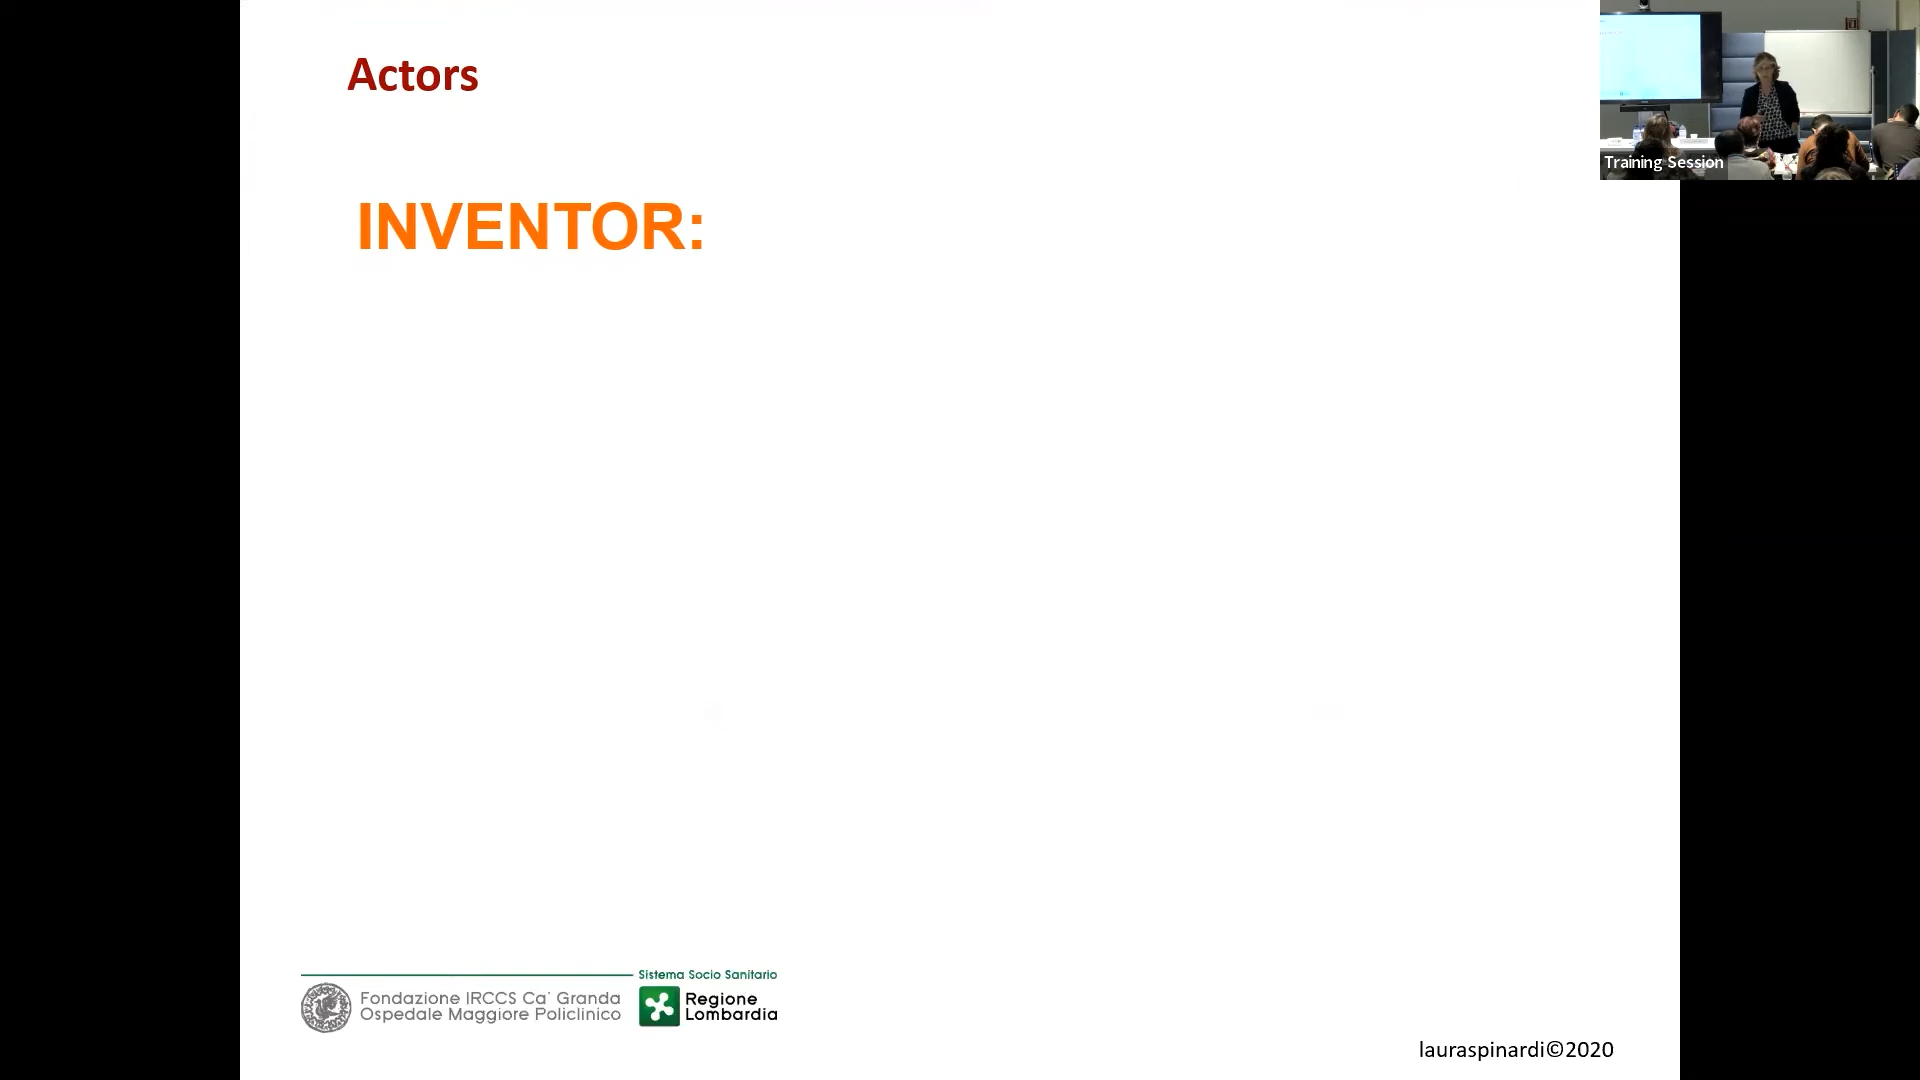 Actors
Training Session
INVENTOR:
Sistema Socio Sanitario
Fondazione IRCCS Ca' Granda
Ospedale Maggiore Policlinico
Regione
Lombardia
lauraspinardi©2020